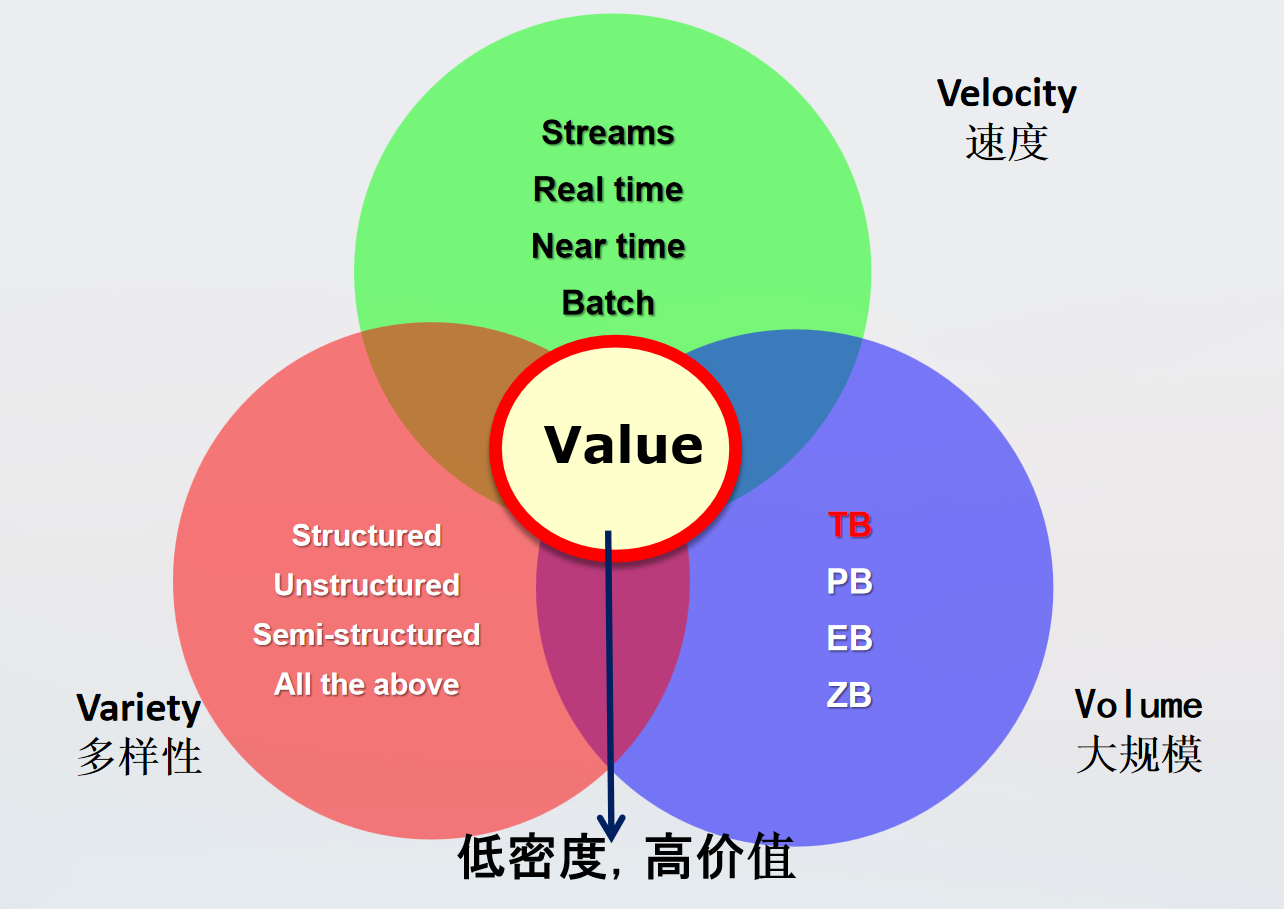 Velocity
速度
Streams
Real time
Near time
Batch
Value
Structured
Unstructured
Semi-structured
All the above
Variety
多样性
TB
PB
EB
ZB
Volume
大规模
低密度, 高价值